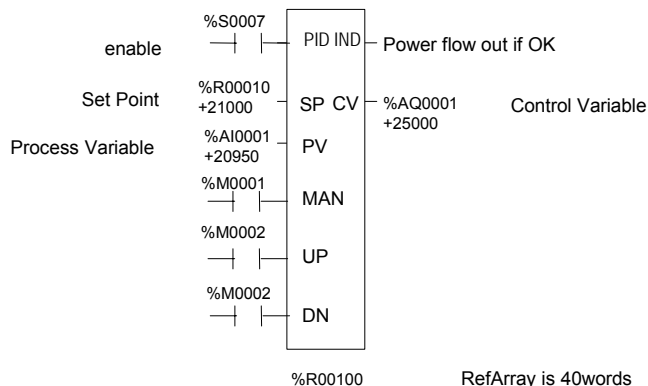 %S0007
enable
PID IND
Power flow out if OK
Set Point
%R00010
+21000
SP CV
%AQ0001
+25000
Control Variable
Process Variable
%AI0001
+20950
PV
%M0001
MAN
%M0002
UP
%M0002
DN
%R00100
RefArray is 40words